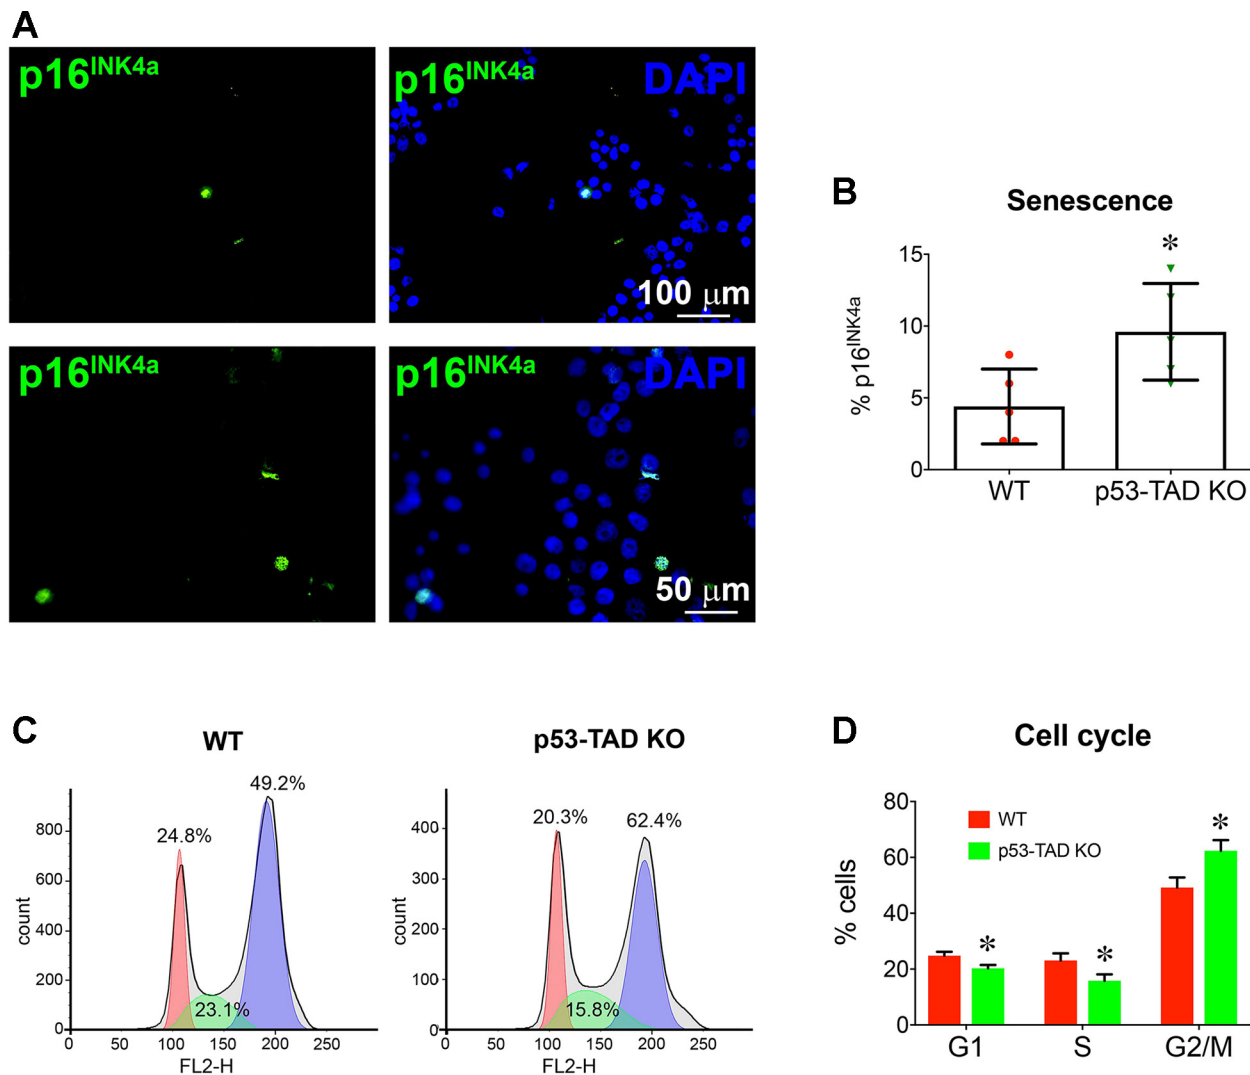 A
p16INK4a
p16INK4a DAPI
100 μm
p16INK4a
p16INK4a DAPI
50 μm
B
Senescence
*
% p16INK4a
15
10
5
0
WT p53-TAD KO
C
WT
49.2%
24.8%
23.1%
count
800
600
400
200
0
0 50 100 150 200 250
FL2-H
p53-TAD KO
20.3%
62.4%
15.8%
count
400
300
200
100
0
0 50 100 150 200 250
FL2-H
D
Cell cycle
WT
p53-TAD KO
% cells
80
60
40
20
0
* * *
G1 S G2/M